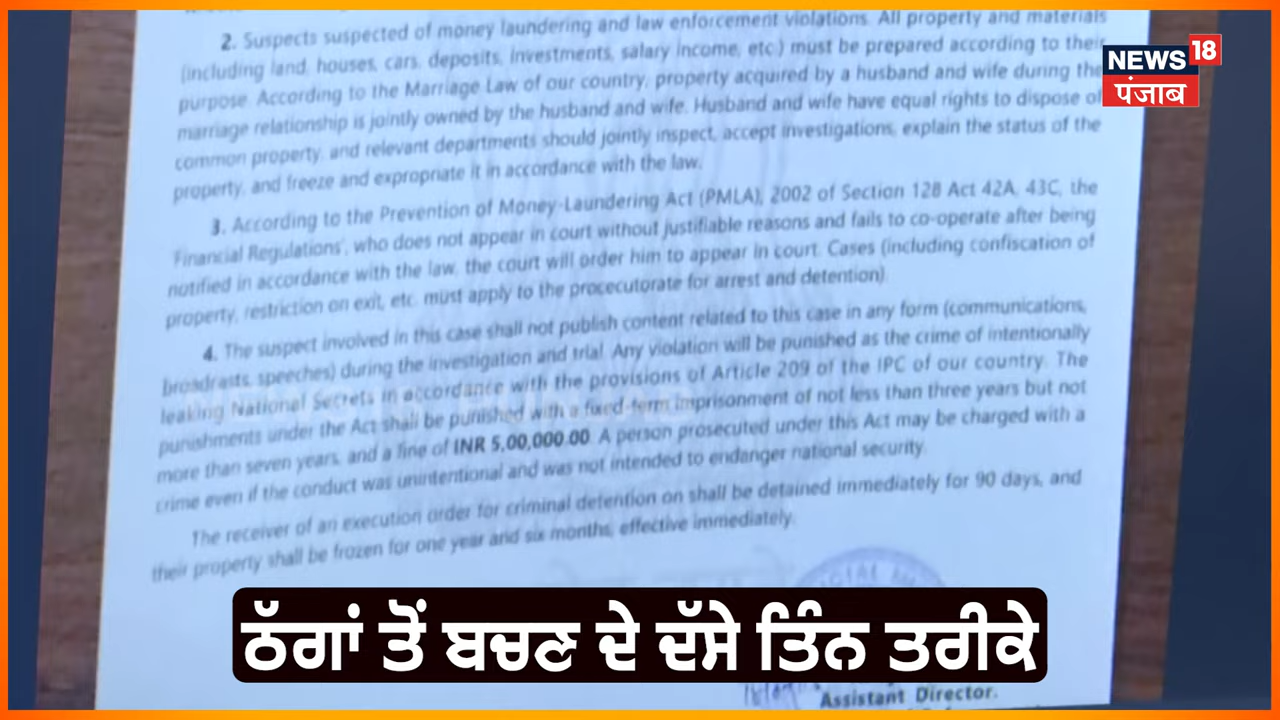 2. Suspects suspected of money laundering and law enforcement violations. All property and materials
(including land, houses, cars, deposits, investments, salary income, etc.) must be prepared according to their
purpose. According to the Marriage Law of our country, property acquired by a husband and wife during the
marriage relationship is jointly owned by the husband and wife. Husband and wife have equal rights to dispose of
common property, and relevant departments should jointly inspect, accept investigations, explain the status of the
property, and freeze and expropriate it in accordance with the law.
3. According to the Prevention of Money-Laundering Act (PMLA), 2002 of Section 12B Act 42A, 43C, the
Financial Regulations', who does not appear in court without justifiable reasons and fails to co-operate after being
notified in accordance with the law, the court will order him to appear in court. Cases (including confiscation of
property, restriction on exit, etc. must apply to the procecutorate for arrest and detention).
4. The suspect involved in this case shall not publish content related to this case in any form (communications,
broadrasts, speeches) during the investigation and trial. Any violation will be punished as the crime of intentionally
leaking National Secrets in accordance with the provisions of Article 209 of the IPC of our country. The
punishments under the Act shall be punished with a fixed-term imprisonment of not less than three years but not
more than seven years, and a fine of INR 5,00,000.00. A person prosecuted under this Act may be charged with a
crime even if the conduct was unintentional and was not intended to endanger national security.
The receiver of an execution order for criminal detention on shall be detained immediately for 90 days, and
their property shall be frozen for one year and six months, effective immediately.
Assistant Director.
NEWS 18
ਪੰਜਾਬ
ਠੱਗਾਂ ਤੋਂ ਬਚਣ ਦੇ ਦੱਸੇ ਤਿੰਨ ਤਰੀਕੇ